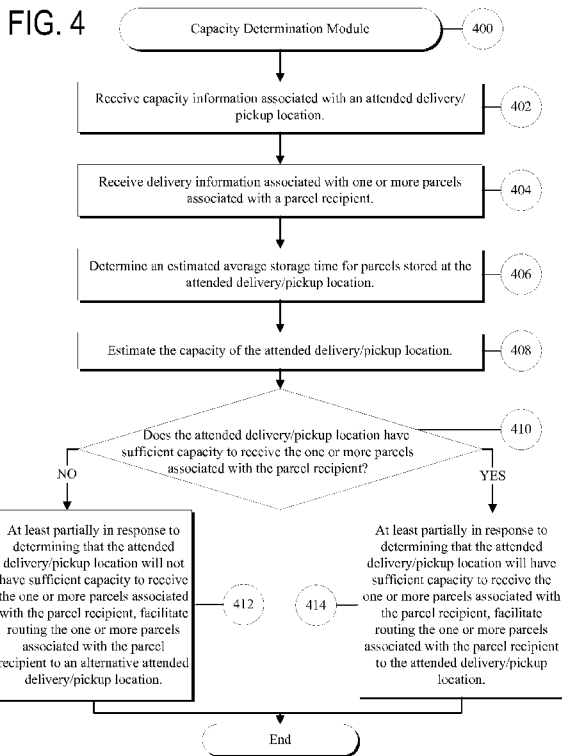 FIG. 4
Capacity Determination Module
400
Receive capacity information associated with an attended delivery/
pickup location.
402
Receive delivery information associated with one or more parcels
associated with a parcel recipient.
404
Determine an estimated average storage time for parcels stored at the
attended delivery/pickup location.
406
Estimate the capacity of the attended delivery/pickup location.
408
410
Does the attended delivery/pickup location have
sufficient capacity to receive the one or more parcels
associated with the parcel recipient?
NO
YES
At least partially in response to
determining that the attended
delivery/pickup location will not
have sufficient capacity to receive
the one or more parcels associated
with the parcel recipient, facilitate
routing the one or more parcels
associated with the parcel
recipient to an alternative attended
delivery/pickup location.
412
414
At least partially in response to
determining that the attended
delivery/pickup location will have
sufficient capacity to receive the
one or more parcels associated with
the parcel recipient, facilitate
routing the one or more parcels
associated with the parcel recipient
to the attended delivery/pickup
location.
End